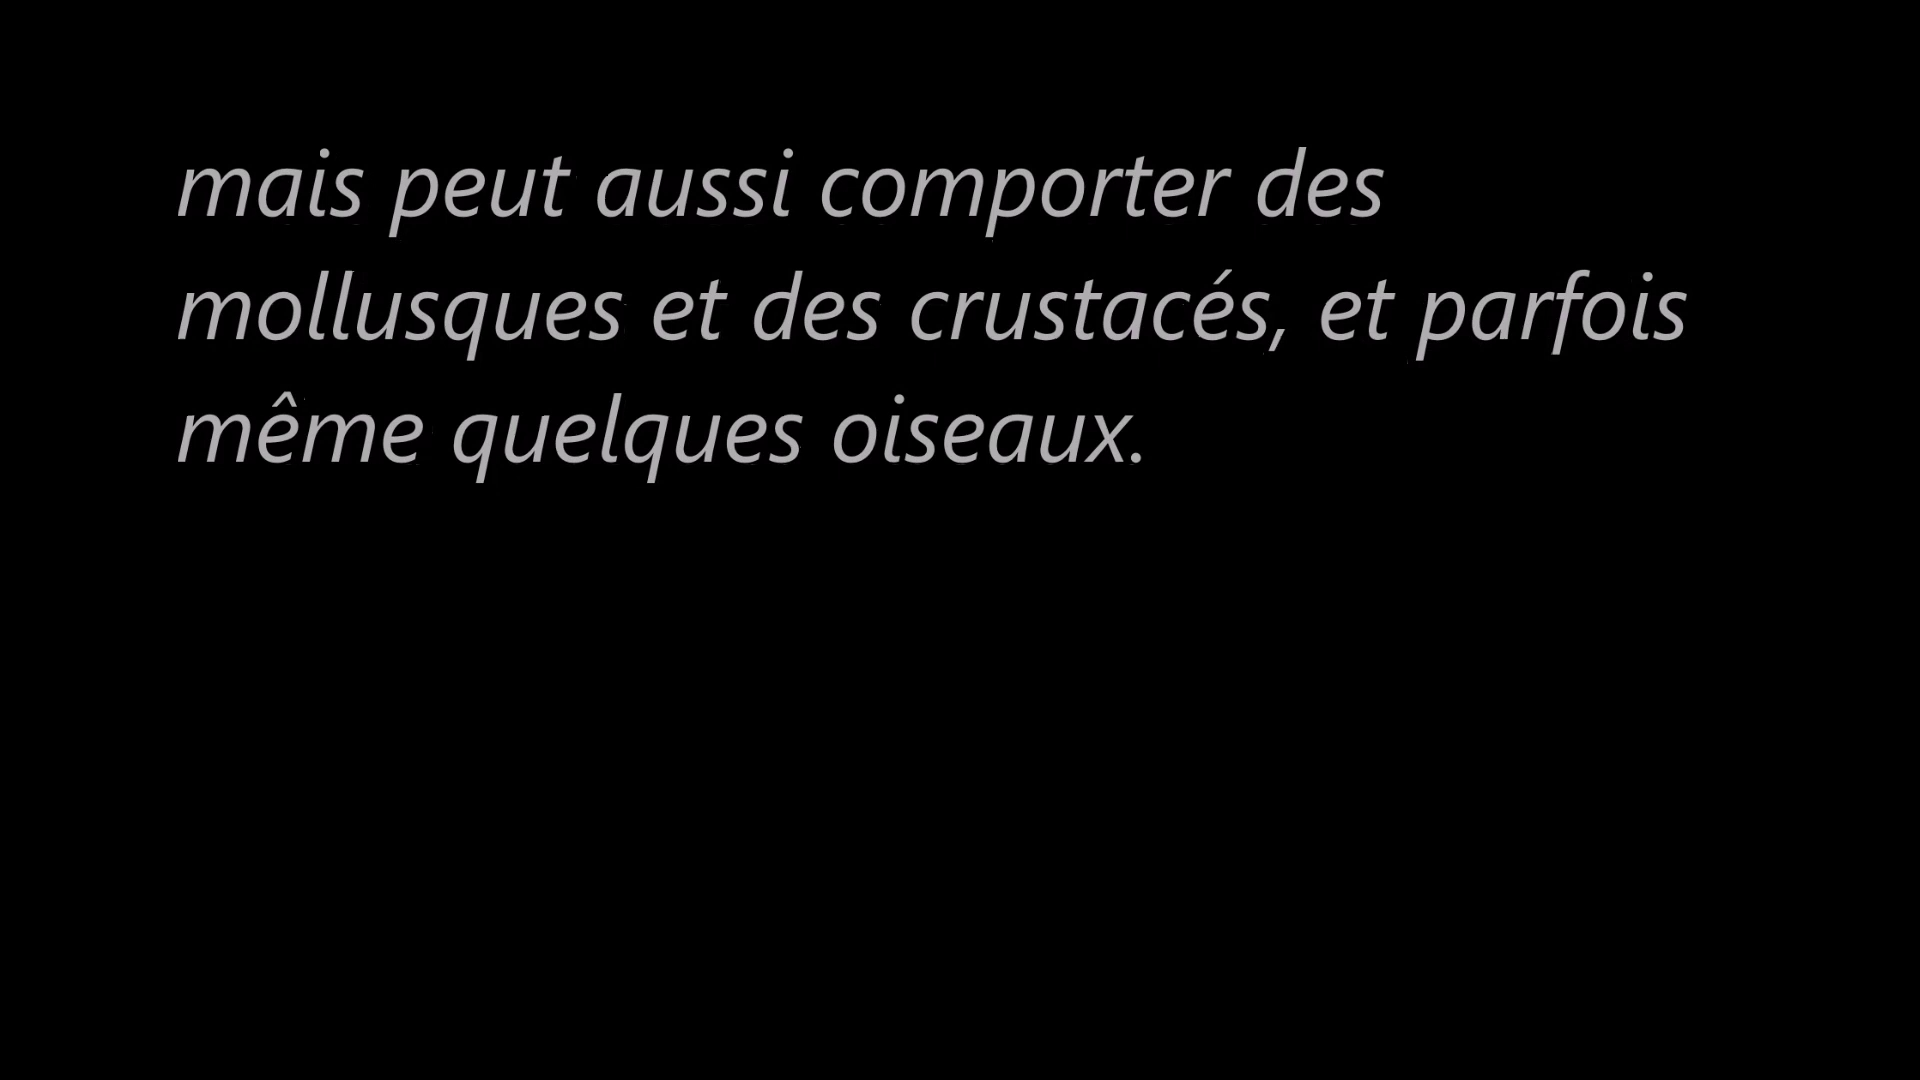 mais peut aussi comporter des
mollusques et des crustacés, et parfois
même quelques oiseaux.